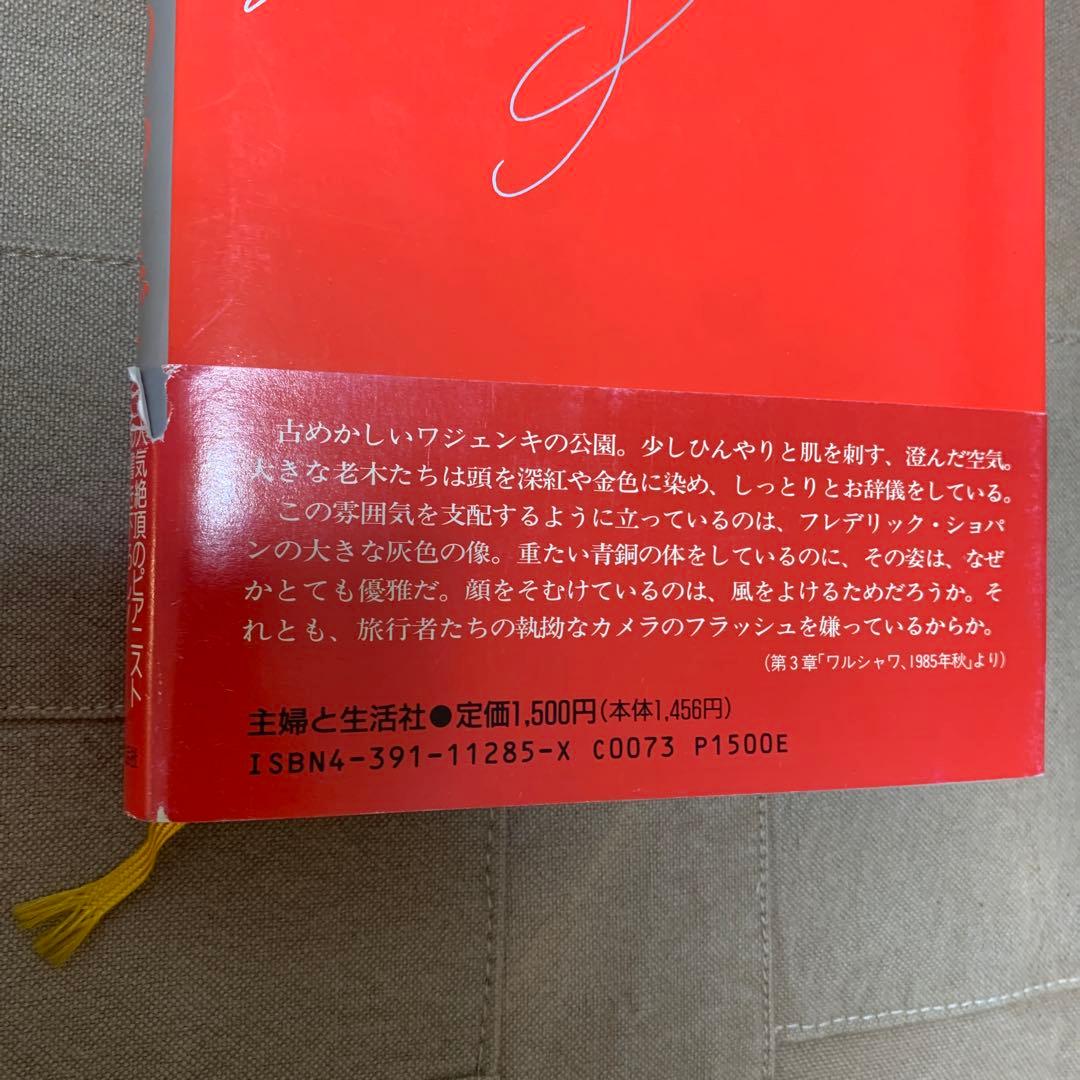 古めかしいワジェンキの公園。少しひんやりと肌を刺す、澄んだ空気。
大きな老木たちは頭を深紅や金色に染め、しっとりとお辞儀をしている。
この雰囲気を支配するように立っているのは、フレデリック・ショパ
ンの大きな灰色の像。重たい青銅の体をしているのに、その姿は、なぜ
かとても優雅だ。顔をそむけているのは、風をよけるためだろうか。そ
れとも、旅行者たちの執拗なカメラのフラッシュを嫌っているからか。
(第3章「ワルシャワ、1985年秋」より)
主婦と生活社●定価1,500円(本体1,456円)
ISBN4-391-11285-X C0073 P1500E
気絶頂のピアニスト